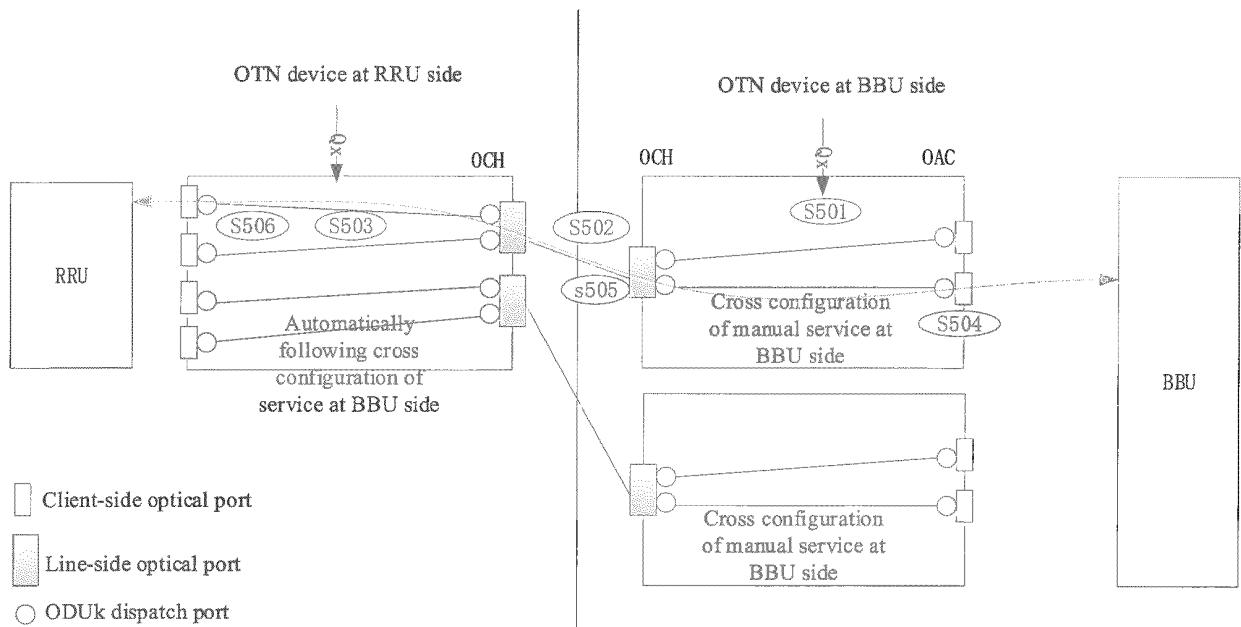 OTN device at RRU side
OTN device at BBU side
Qx
Qx
OCH
OCH
OAC
S501
S506
S503
S502
s505
RRU
Cross configuration
of manual service at
BBU side
S504
Automatically
following cross
configuration of
service at BBU side
BBU
Client-side optical port
Cross configuration
of manual service at
BBU side
Line-side optical port
ODUk dispatch port